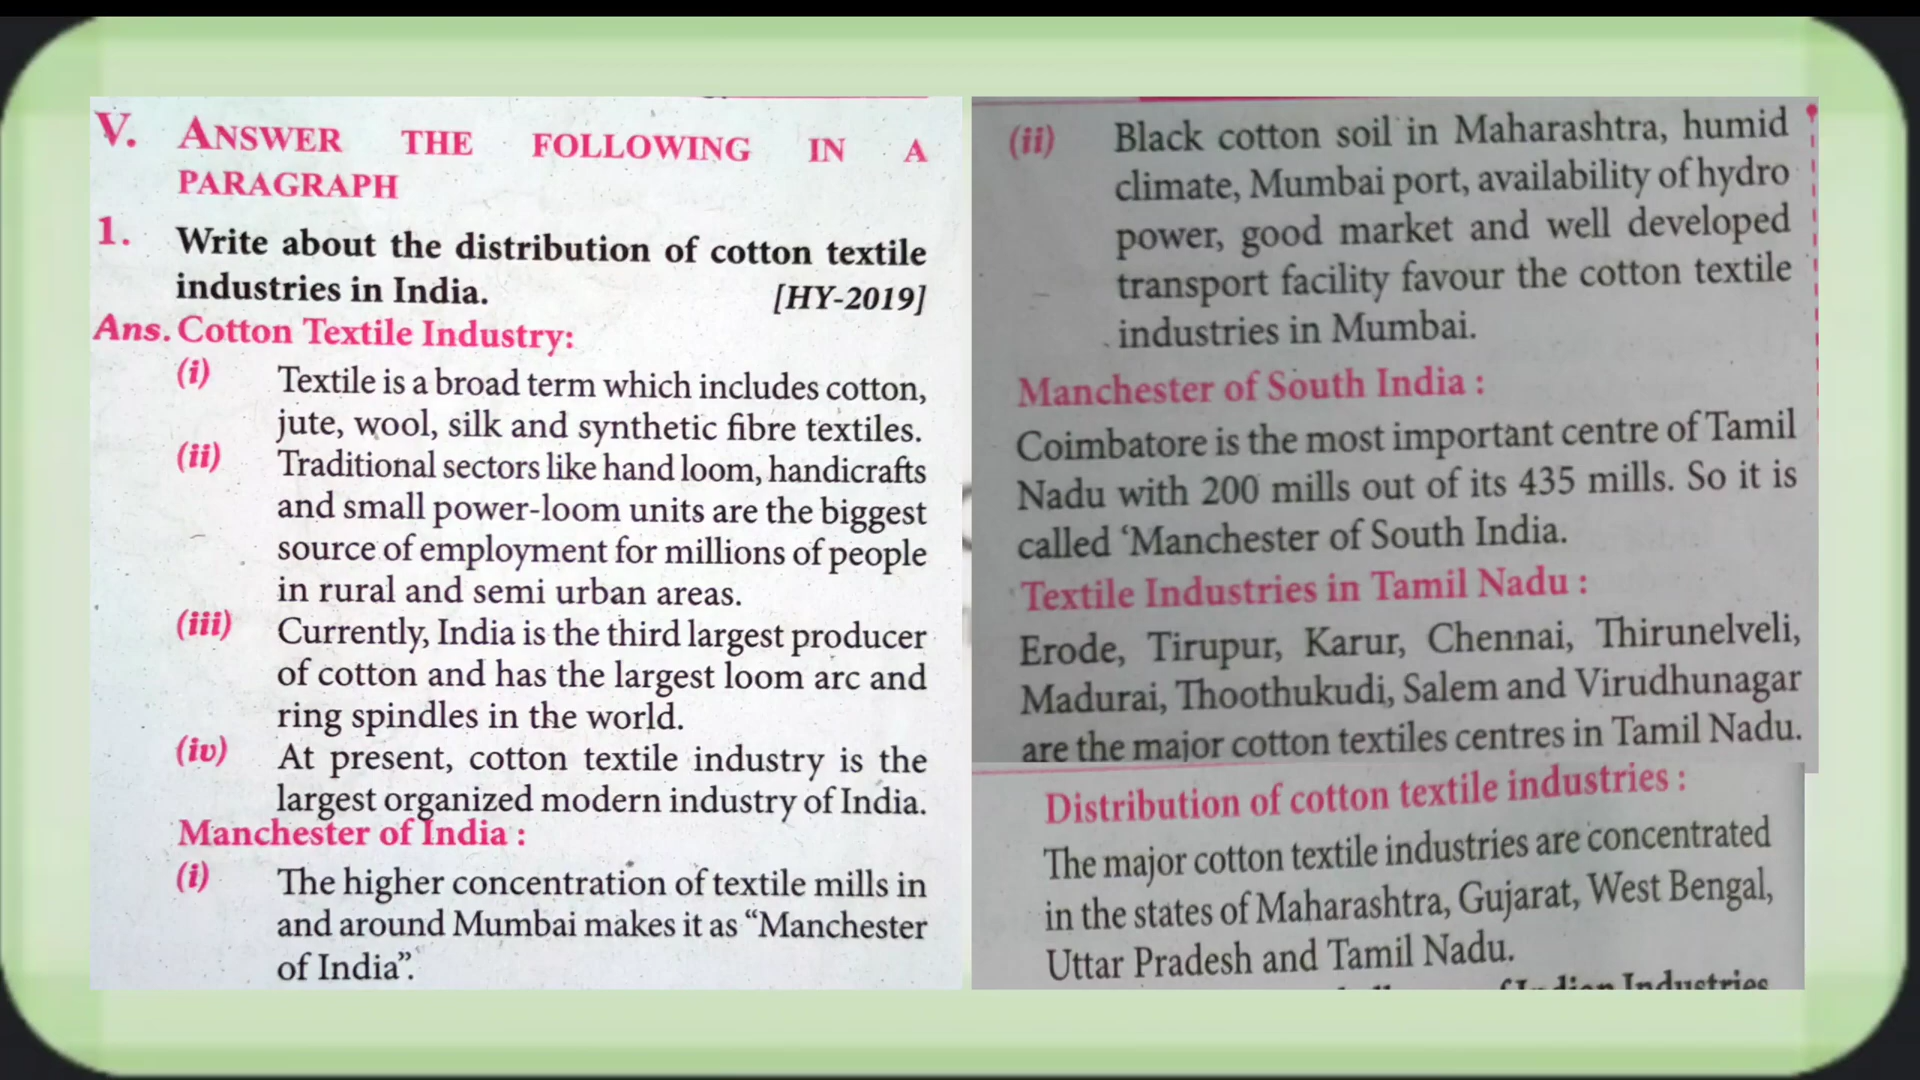 V. ANSWER THE FOLLOWING IN A
PARAGRAPH
1. Write about the distribution of cotton textile
industries in India. [HY-2019]
Ans. Cotton Textile Industry:
(i) Textile is a broad term which includes cotton,
jute, wool, silk and synthetic fibre textiles.
(ii) Traditional sectors like hand loom, handicrafts
and small power-loom units are the biggest
source of employment for millions of people
in rural and semi urban areas.
(iii) Currently, India is the third largest producer
of cotton and has the largest loom arc and
ring spindles in the world.
(iv) At present, cotton textile industry is the
largest organized modern industry of India.
Manchester of India :
(i) The higher concentration of textile mills in
and around Mumbai makes it as “Manchester
of India”.
(ii) Black cotton soil in Maharashtra, humid
climate, Mumbai port, availability of hydro
power, good market and well developed
transport facility favour the cotton textile
industries in Mumbai.
Manchester of South India :
Coimbatore is the most important centre of Tamil
Nadu with 200 mills out of its 435 mills. So it is
called ‘Manchester of South India.
Textile Industries in Tamil Nadu :
Erode, Tirupur, Karur, Chennai, Thirunelveli,
Madurai, Thoothukudi, Salem and Virudhunagar
are the major cotton textiles centres in Tamil Nadu.
Distribution of cotton textile industries :
The major cotton textile industries are concentrated
in the states of Maharashtra, Gujarat, West Bengal,
Uttar Pradesh and Tamil Nadu.
Indian Industries